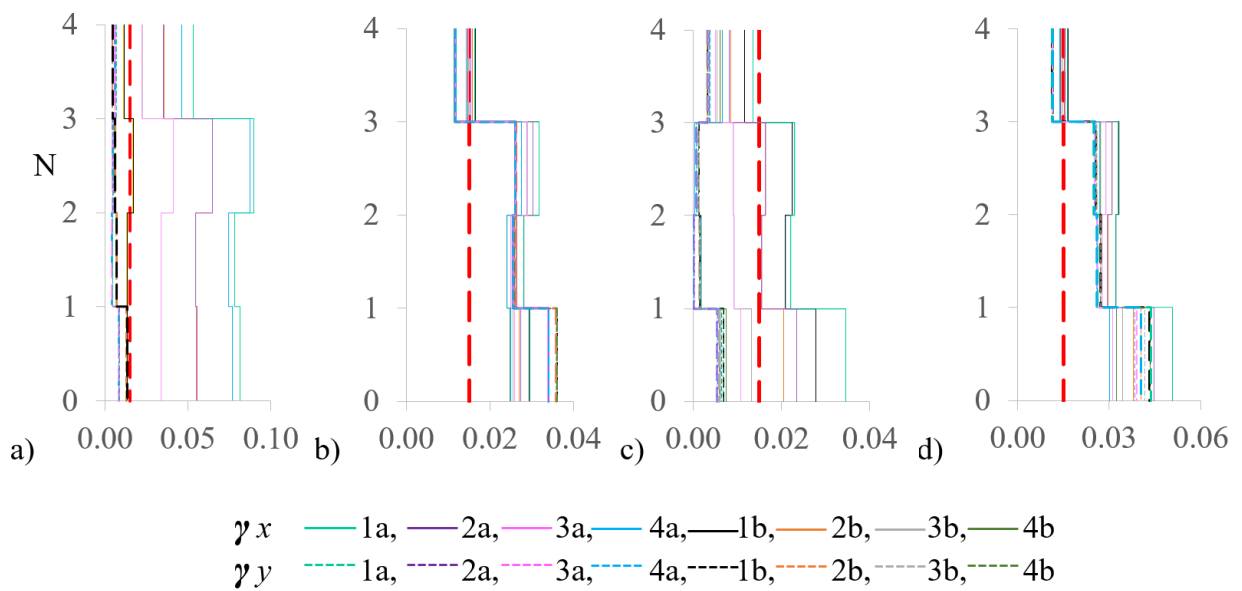 4 4 4 4
3 3 3 3
N
2 2 2 2
1 1 1 1
0 0 0 0
a) 0.00 0.05 0.10 b) 0.00 0.02 0.04 c) 0.00 0.02 0.04 d) 0.00 0.03 0.06
γ x 1a, 2a, 3a, 4a, 1b, 2b, 3b, 4b
γ y 1a, 2a, 3a, 4a, 1b, 2b, 3b, 4b